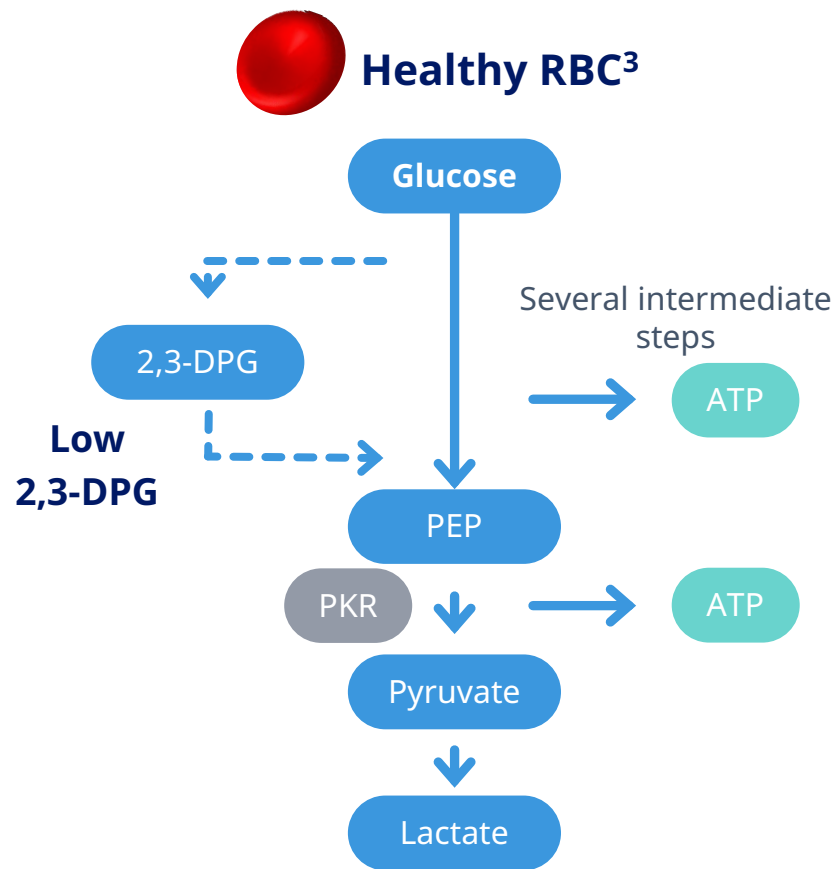 Healthy RBC³
Glucose
Several intermediate
steps
2,3-DPG
ATP
Low
2,3-DPG
PEP
PKR
ATP
Pyruvate
Lactate